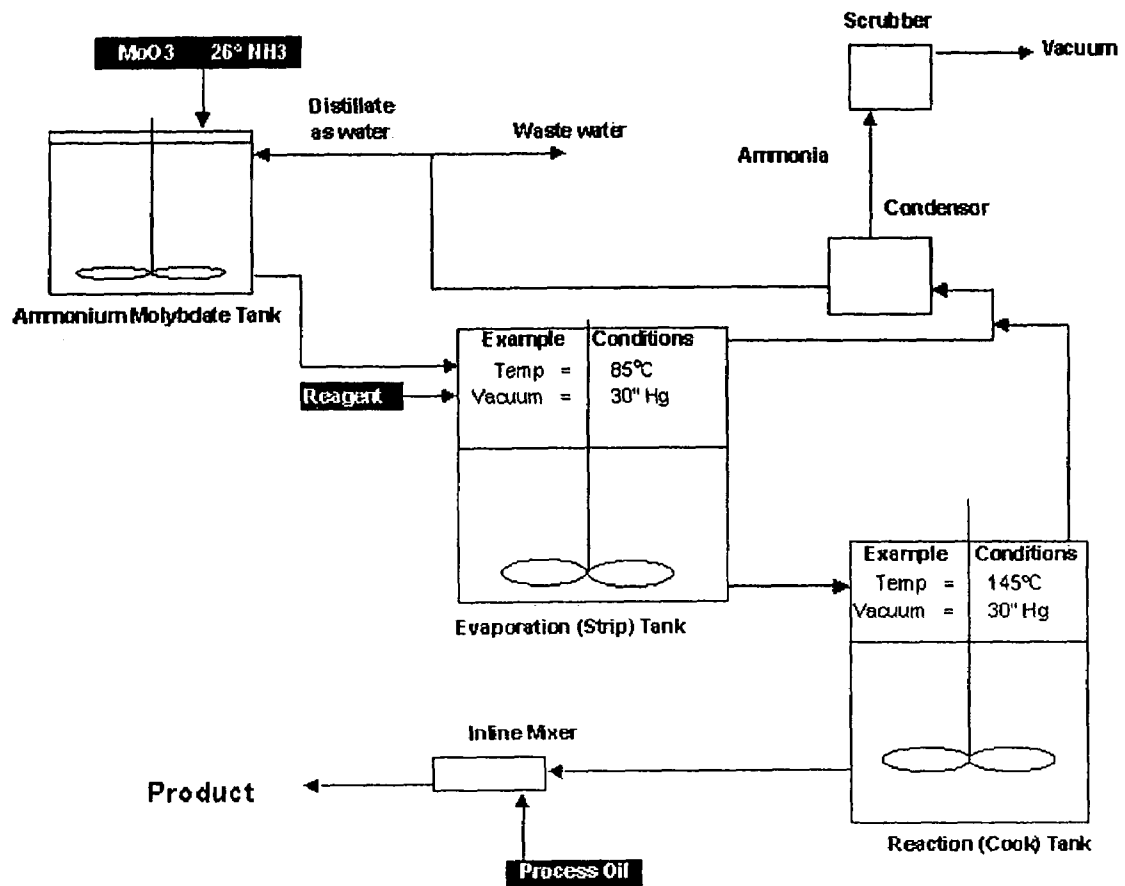 Scrubber
Vacuum
MoO3 26° NH3
Distillate
as water
Waste water
Ammonia
Condensor
Ammonium Molybdate Tank
Example Conditions
Temp = 85°C
Vacuum = 30" Hg
Reagent
Evaporation (Strip) Tank
Example Conditions
Temp = 145°C
Vacuum = 30" Hg
Reaction (Cook) Tank
Inline Mixer
Product
Process Oil